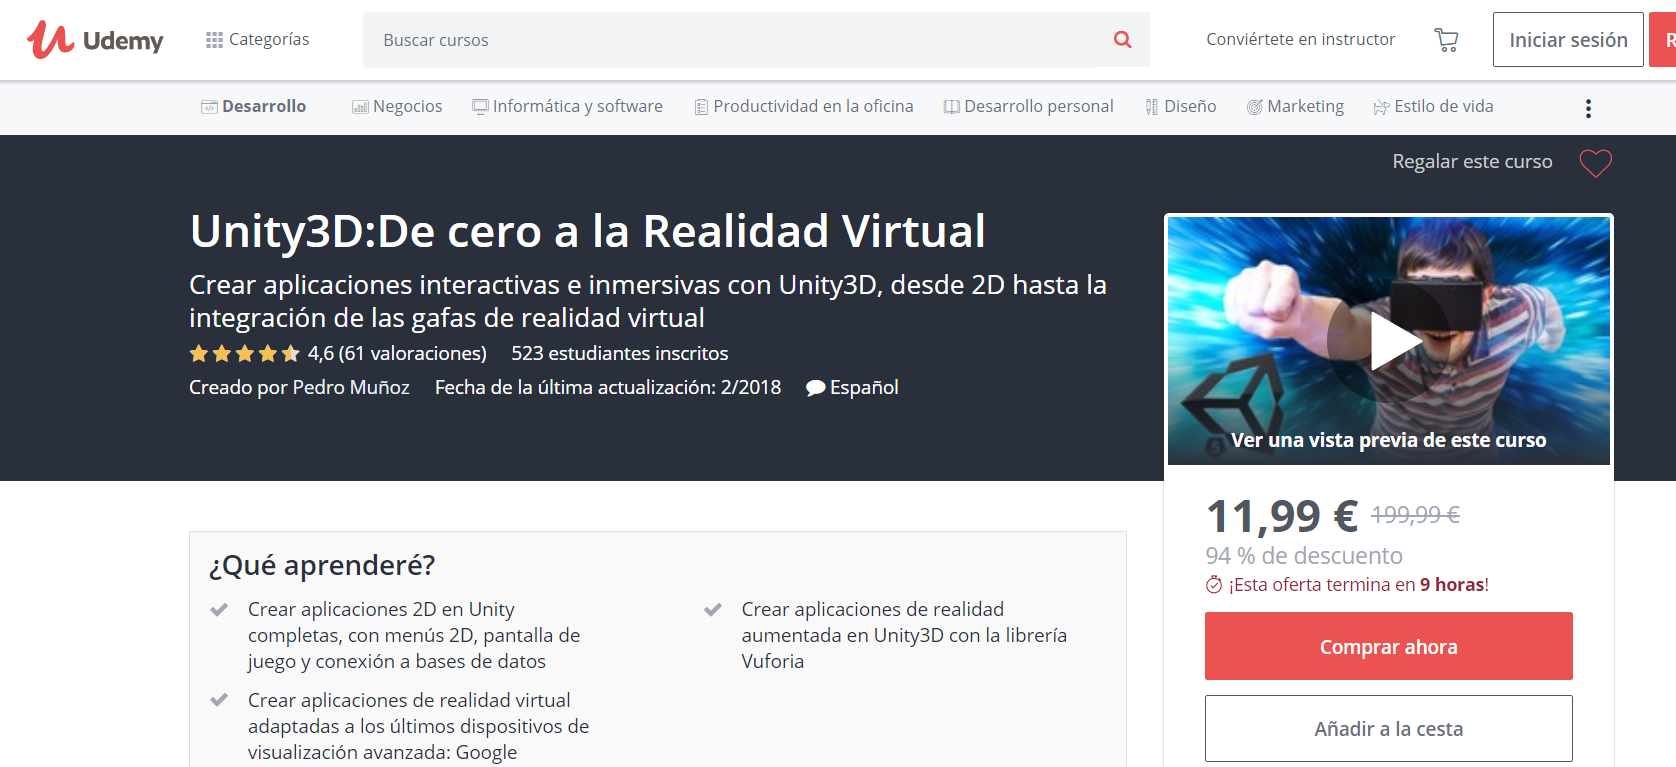 Udemy
Categorías
Buscar cursos
Conviértete en instructor
Iniciar sesión
R
Desarrollo
Negocios
Informática y software
Productividad en la oficina
Desarrollo personal
Diseño
Marketing
Estilo de vida
Regalar este curso
Unity3D:De cero a la Realidad Virtual
Crear aplicaciones interactivas e inmersivas con Unity3D, desde 2D hasta la
integración de las gafas de realidad virtual
4,6 (61 valoraciones) 523 estudiantes inscritos
Creado por Pedro Muñoz Fecha de la última actualización: 2/2018 Español
Ver una vista previa de este curso
11,99 € 199,99 €
94 % de descuento
¡Esta oferta termina en 9 horas!
Comprar ahora
Añadir a la cesta
¿Qué aprenderé?
Crear aplicaciones 2D en Unity
completas, con menús 2D, pantalla de
juego y conexión a bases de datos
Crear aplicaciones de realidad virtual
adaptadas a los últimos dispositivos de
visualización avanzada: Google
Crear aplicaciones de realidad
aumentada en Unity3D con la librería
Vuforia